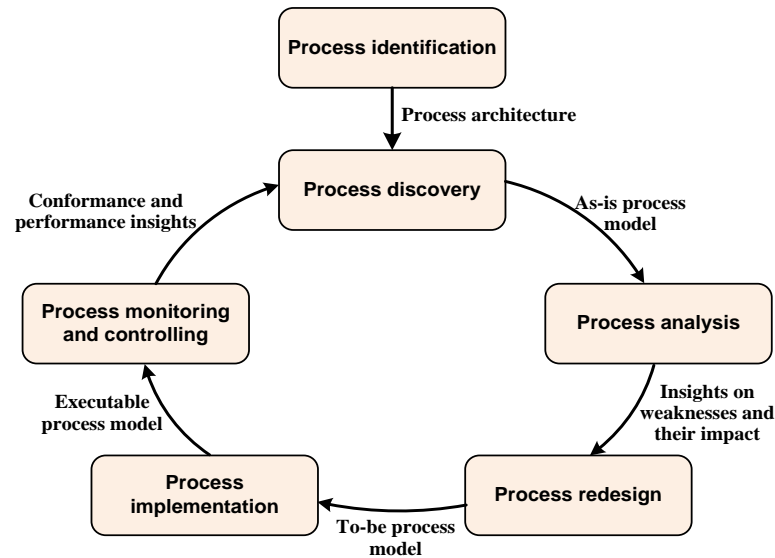 Process identification
Process architecture
Process discovery
Conformance and
performance insights
As-is process
model
Process monitoring
and controlling
Process analysis
Executable
process model
Insights on
weaknesses and
their impact
Process
implementation
Process redesign
To-be process
model